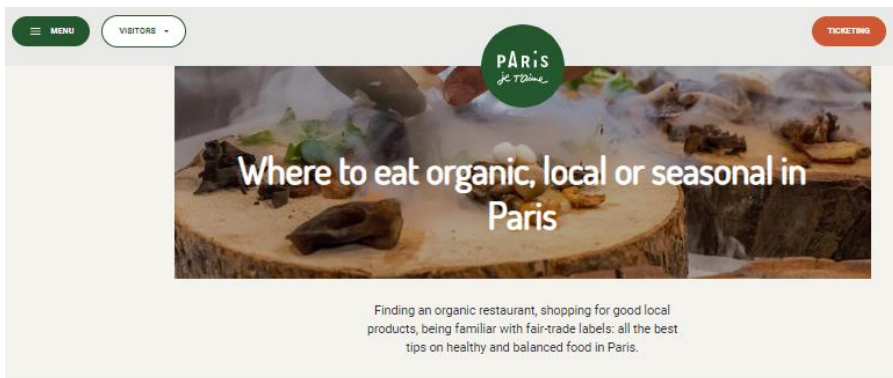 MENU
VISITORS
PARiS
je t'aime
TICKETING
Where to eat organic, local or seasonal in
Paris
Finding an organic restaurant, shopping for good local
products, being familiar with fair-trade labels: all the best
tips on healthy and balanced food in Paris.